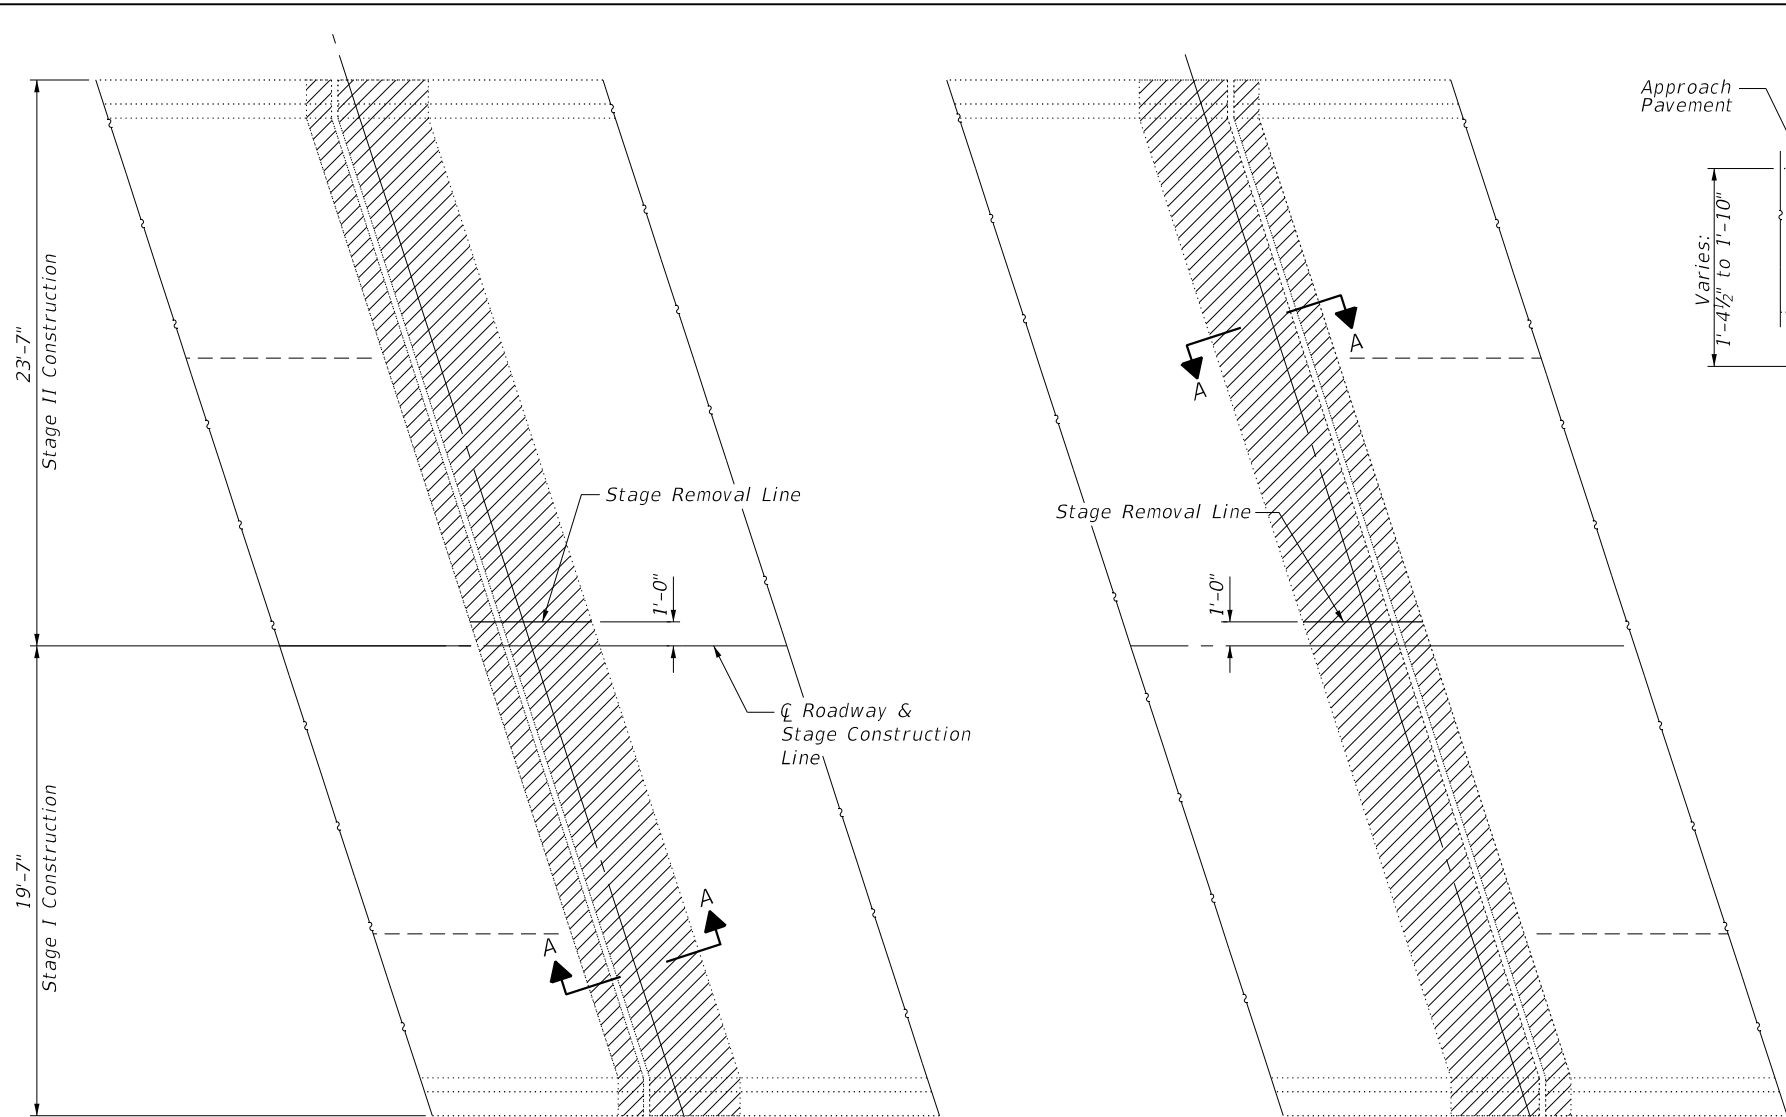 Approach
Pavement
Varies:
1'-4½" to 1'-10"
23'-7"
Stage II Construction
A
A
Stage Removal Line
Stage Removal Line
1'-0"
1'-0"
℄ Roadway &
Stage Construction
Line
19'-7"
Stage I Construction
A
A